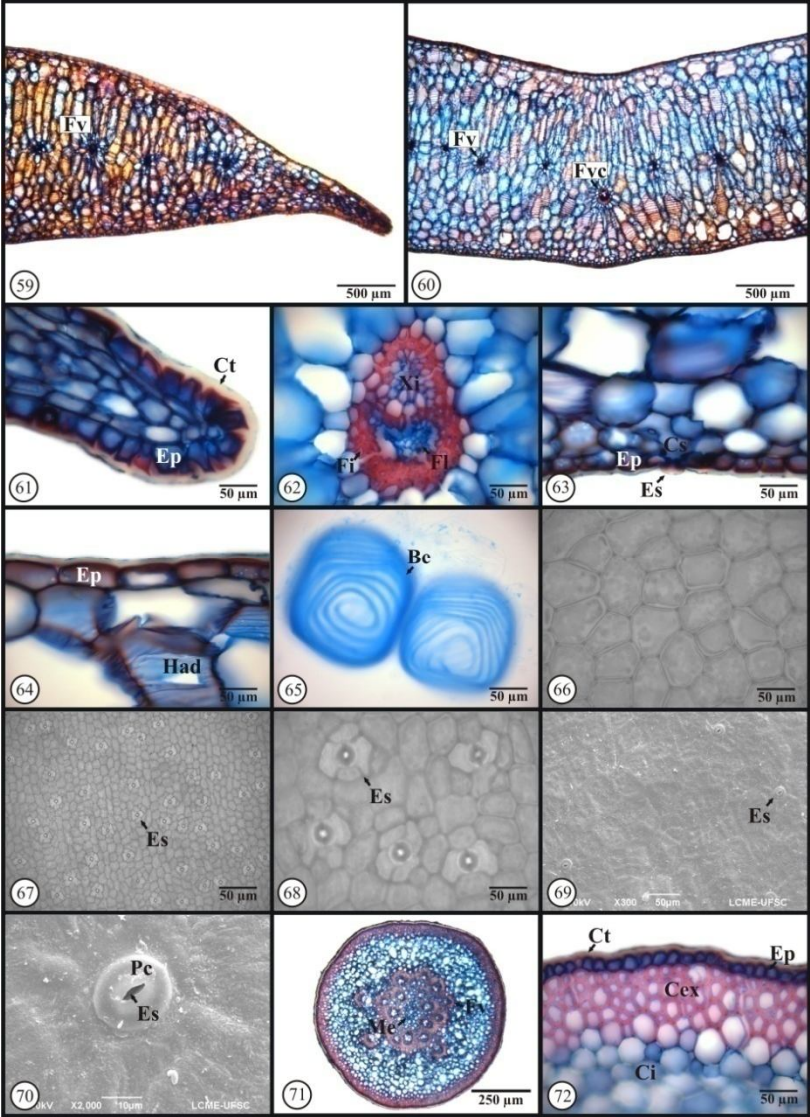 Fv
59
500 µm
Fv
Fvc
60
500 µm
Ct
Ep
61
50 µm
Xi
Fi
Fl
62
50 µm
Cs
Ep
Es
63
50 µm
Ep
Had
64
50 µm
Be
65
50 µm
66
50 µm
Es
67
50 µm
Es
68
50 µm
Es
69
0kV X300 50µm LCME-UFSC
Pc
Es
70
kV X2,000 10µm LCME-UFSC
Me
Fv
71
250 µm
Ct
Ep
Cex
Ci
72
50 µm